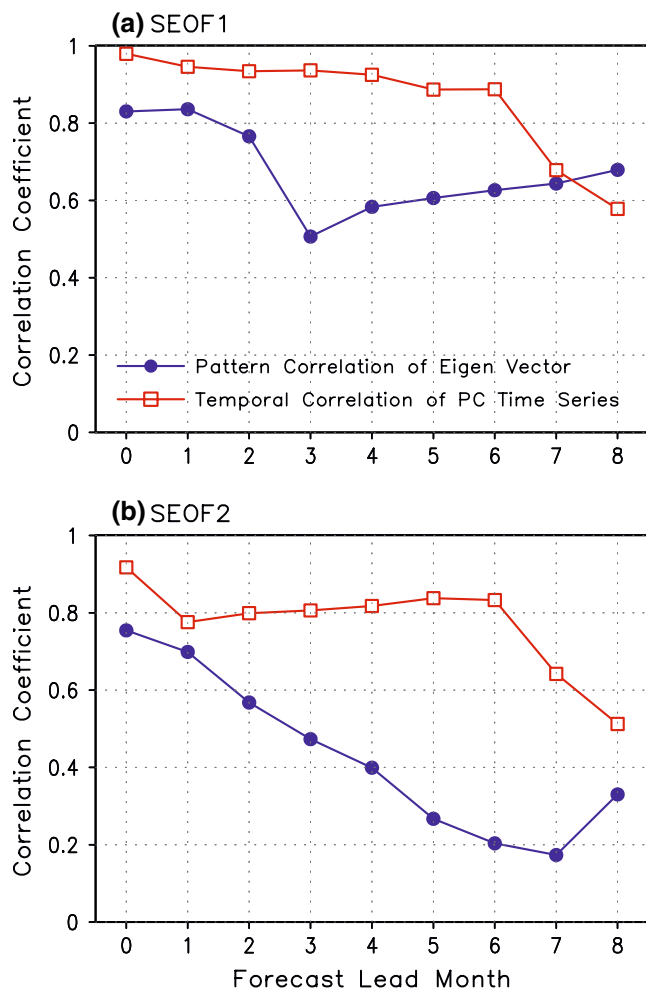 (a) SEOF1
1
0.8
0.6
0.4
0.2
0
Correlation Coefficient
Pattern Correlation of Eigen Vector
Temporal Correlation of PC Time Series
0 1 2 3 4 5 6 7 8
(b) SEOF2
1
0.8
0.6
0.4
0.2
0
Correlation Coefficient
0 1 2 3 4 5 6 7 8
Forecast Lead Month